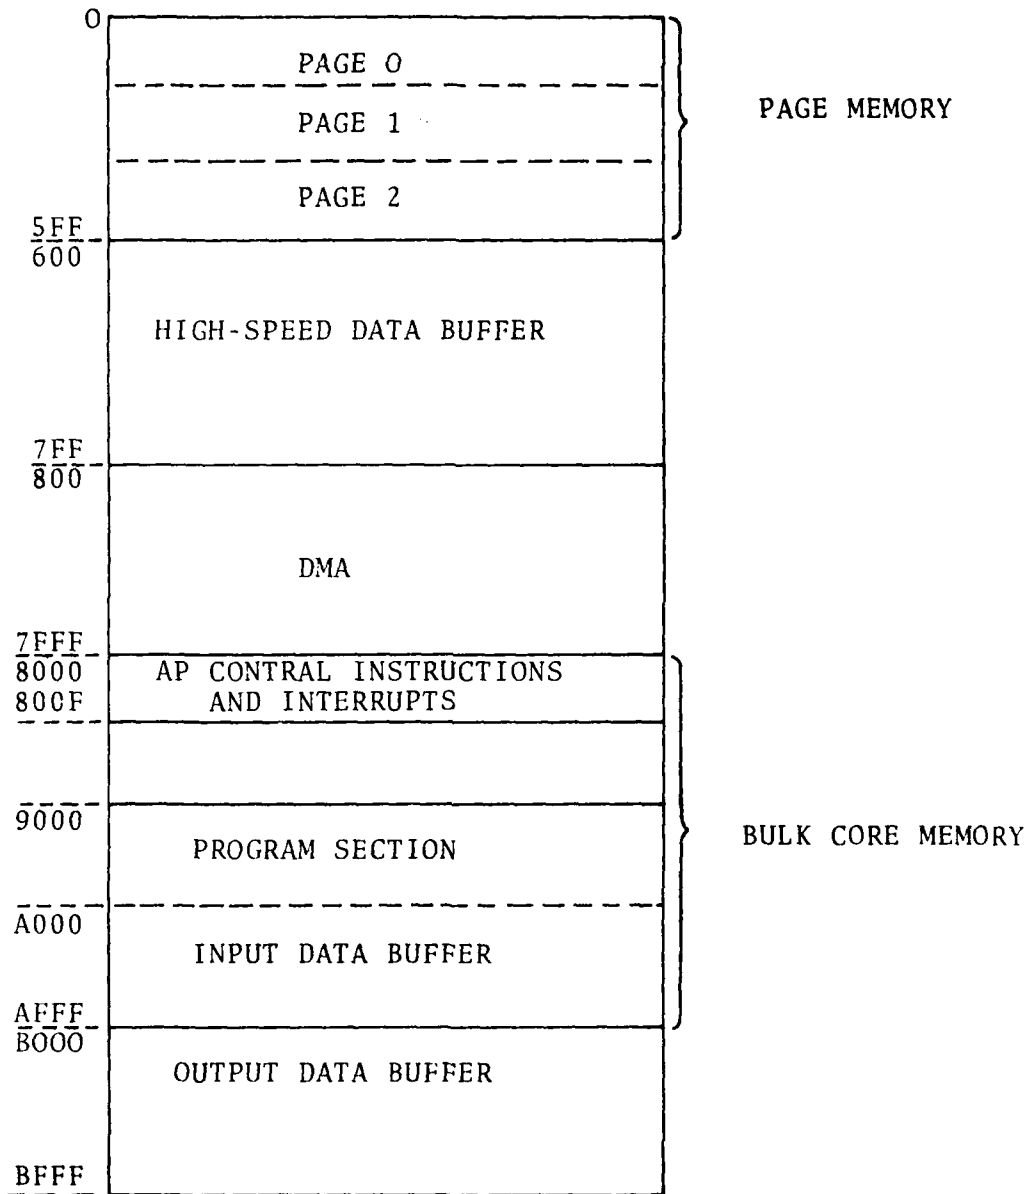 0
PAGE 0
PAGE MEMORY
PAGE 1
PAGE 2
5FF
600
HIGH-SPEED DATA BUFFER
7FF
800
DMA
7FFF
8000
AP CONTRAL INSTRUCTIONS
800F
AND INTERRUPTS
9000
PROGRAM SECTION
BULK CORE MEMORY
A000
INPUT DATA BUFFER
AFFF
B000
OUTPUT DATA BUFFER
BFFF